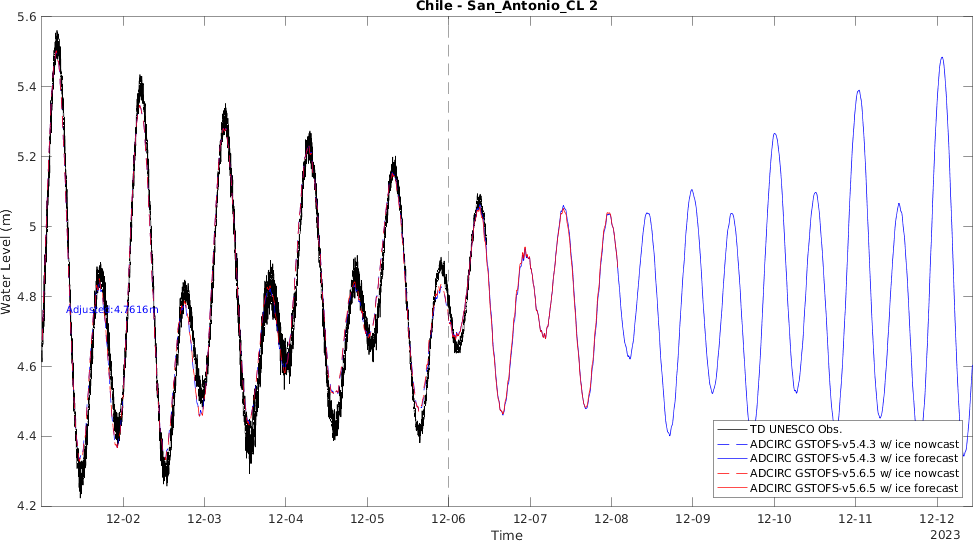 Chile - San_Antonio_CL 2
5.6
5.4
5.2
5
4.8
4.6
4.4
4.2
Water Level (m)
Adjusted:4.7616m
TD UNESCO Obs.
ADCIRC GSTOFS-v5.4.3 w/ ice nowcast
ADCIRC GSTOFS-v5.4.3 w/ ice forecast
ADCIRC GSTOFS-v5.6.5 w/ ice nowcast
ADCIRC GSTOFS-v5.6.5 w/ ice forecast
12-02 12-03 12-04 12-05 12-06 12-07 12-08 12-09 12-10 12-11 12-12
2023
Time